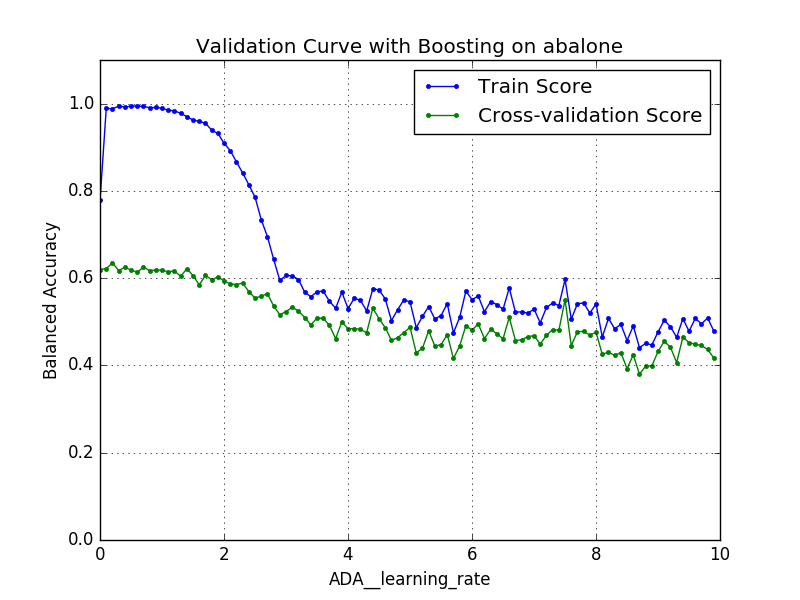 Validation Curve with Boosting on abalone
Train Score
Cross-validation Score
Balanced Accuracy
1.0
0.8
0.6
0.4
0.2
0.0
0 2 4 6 8 10
ADA__learning_rate